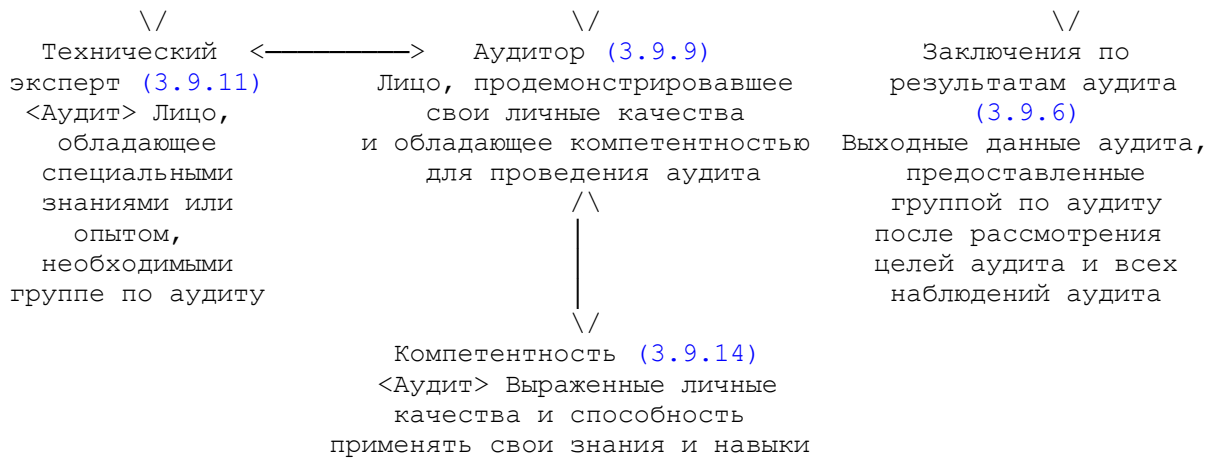 Технический
эксперт (3.9.11)
<Аудит> Лицо,
обладающее
специальными
знаниями или
опытом,
необходимыми
группе по аудиту
Аудитор (3.9.9)
Лицо, продемонстрировавшее
свои личные качества
и обладающее компетентностью
для проведения аудита
Заключения по
результатам аудита
(3.9.6)
Выходные данные аудита,
предоставленные
группой по аудиту
после рассмотрения
целей аудита и всех
наблюдений аудита
Компетентность (3.9.14)
<Аудит> Выраженные личные
качества и способность
применять свои знания и навыки